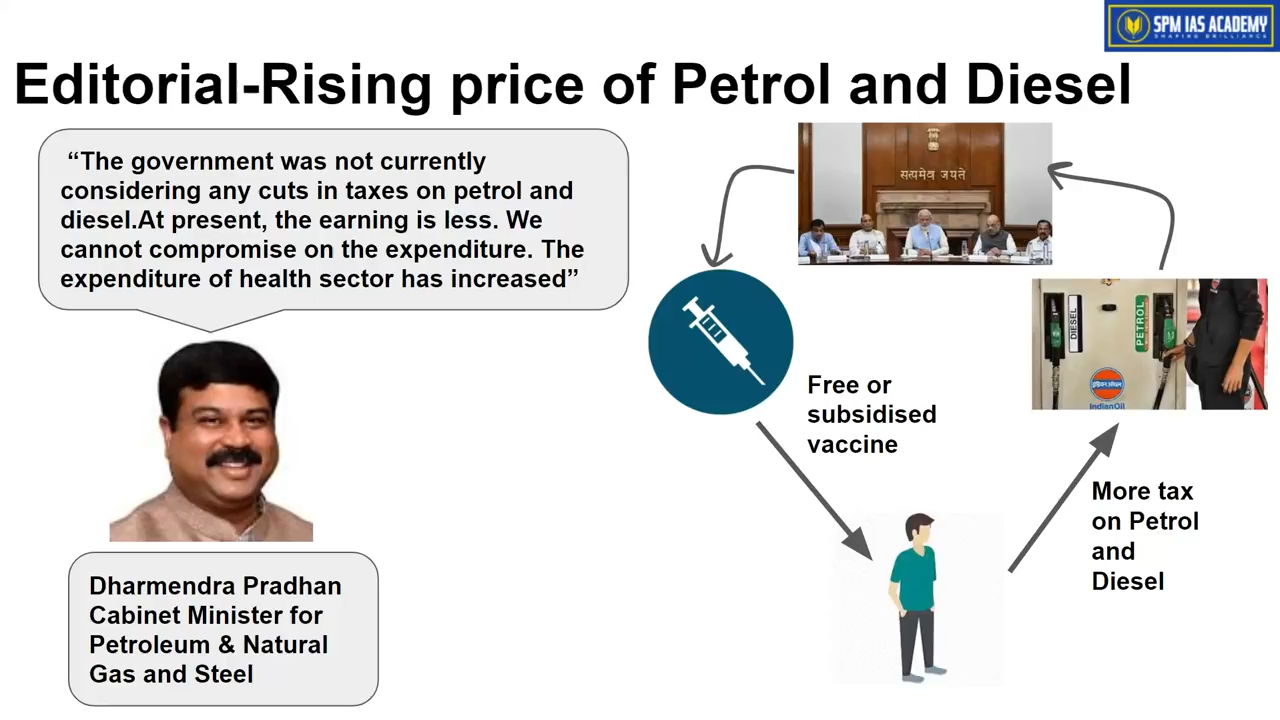 SPM IAS ACADEMY
SHAPING BRILLIANCE
Editorial-Rising price of Petrol and Diesel
“The government was not currently
considering any cuts in taxes on petrol and
diesel.At present, the earning is less. We
cannot compromise on the expenditure. The
expenditure of health sector has increased”
सत्यमेव जयते
DIESEL
PETROL
इंडियनऑयल
IndianOil
Free or
subsidised
vaccine
More tax
on Petrol
and
Diesel
Dharmendra Pradhan
Cabinet Minister for
Petroleum & Natural
Gas and Steel